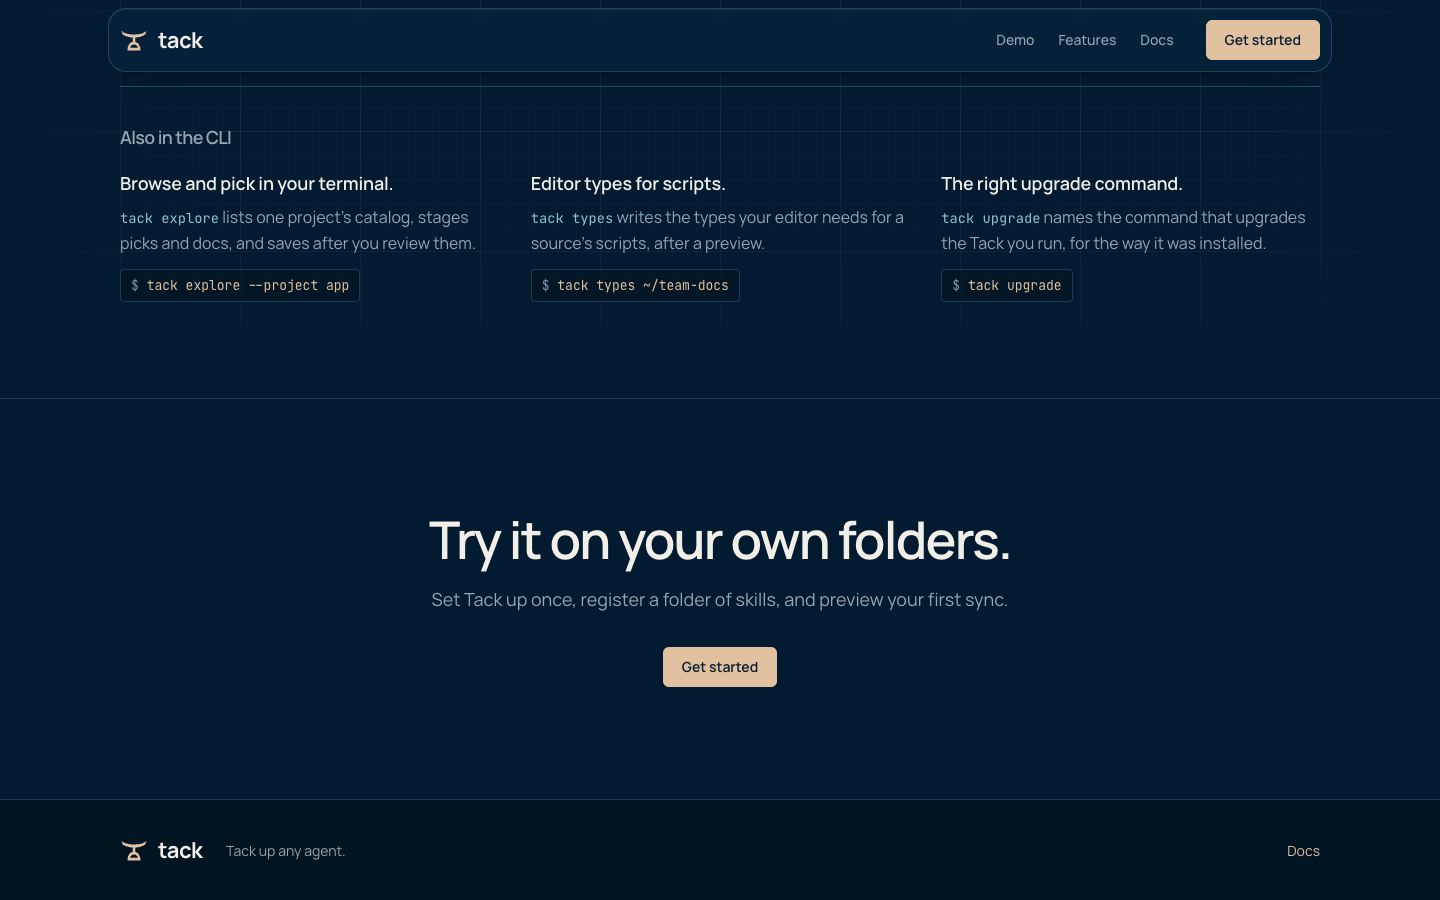 tack
Demo
Features
Docs
Get started
Also in the CLI
Browse and pick in your terminal.
tack explore lists one project's catalog, stages
picks and docs, and saves after you review them.
$ tack explore --project app
Editor types for scripts.
tack types writes the types your editor needs for a
source's scripts, after a preview.
$ tack types ~/team-docs
The right upgrade command.
tack upgrade names the command that upgrades
the Tack you run, for the way it was installed.
$ tack upgrade
Try it on your own folders.
Set Tack up once, register a folder of skills, and preview your first sync.
Get started
tack
Tack up any agent.
Docs